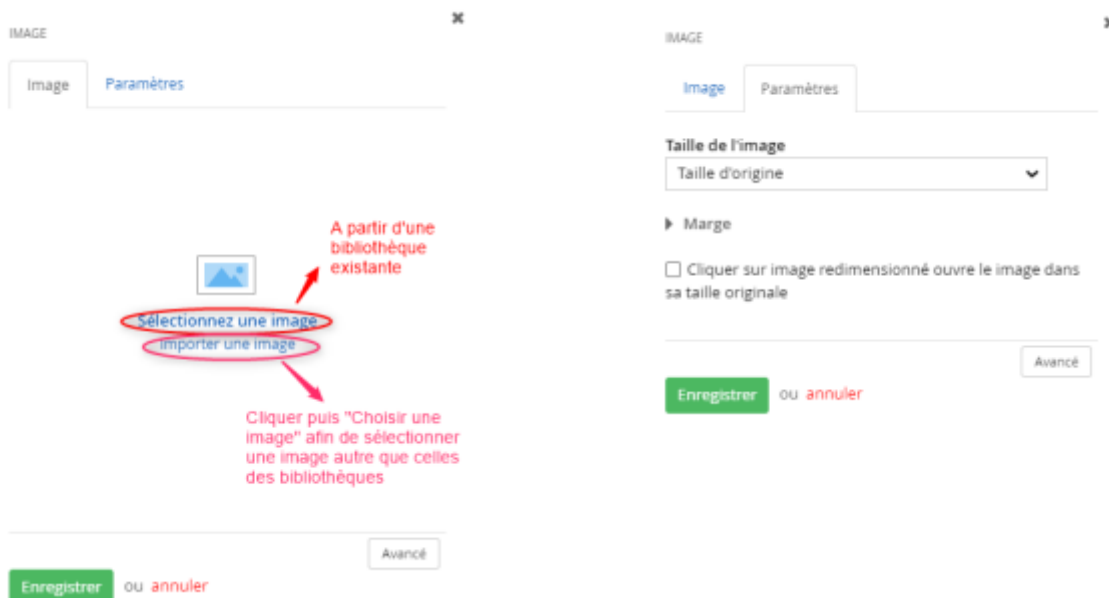 IMAGE
Image
Paramètres
A partir d'une
bibliothèque
existante
Sélectionnez une image
Importer une image
Cliquer puis "Choisir une
image" afin de sélectionner
une image autre que celles
des bibliothèques
Avancé
Enregistrer ou annuler
IMAGE
Image
Paramètres
Taille de l'image
Taille d'origine
Marge
Cliquer sur image redimensionné ouvre le image dans
sa taille originale
Avancé
Enregistrer ou annuler